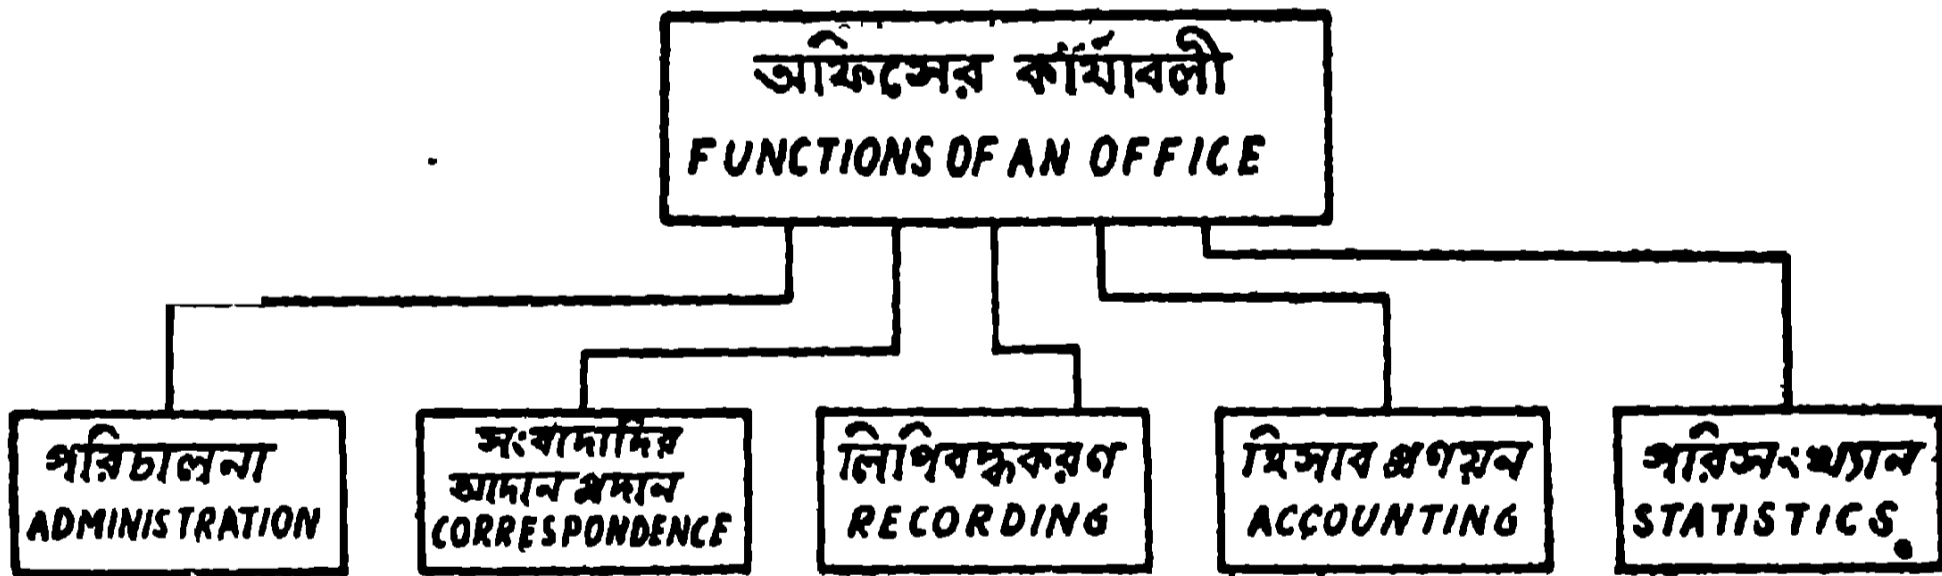 অফিসের কার্যাবলী
FUNCTIONS OF AN OFFICE
পরিচালনা
ADMINISTRATION
সংবাদাদির
আদান প্রদান
CORRESPONDENCE
লিপিবদ্ধকরণ
RECORDING
হিসাব প্রণয়ন
ACCOUNTING
পরিসংখ্যান
STATISTICS.